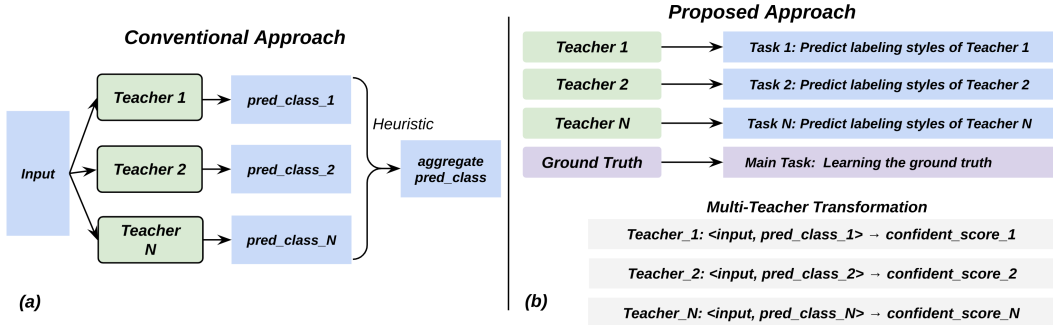 Conventional Approach
Input
Teacher 1
pred_class_1
Teacher 2
pred_class_2
Teacher
N
pred_class_N
Heuristic
aggregate
pred_class
(a)
Proposed Approach
Teacher 1
Task 1: Predict labeling styles of Teacher 1
Teacher 2
Task 2: Predict labeling styles of Teacher 2
Teacher N
Task N: Predict labeling styles of Teacher N
Ground Truth
Main Task: Learning the ground truth
Multi-Teacher Transformation
Teacher_1: <input, pred_class_1> → confident_score_1
Teacher_2: <input, pred_class_2> → confident_score_2
Teacher_N: <input, pred_class_N> → confident_score_N
(b)